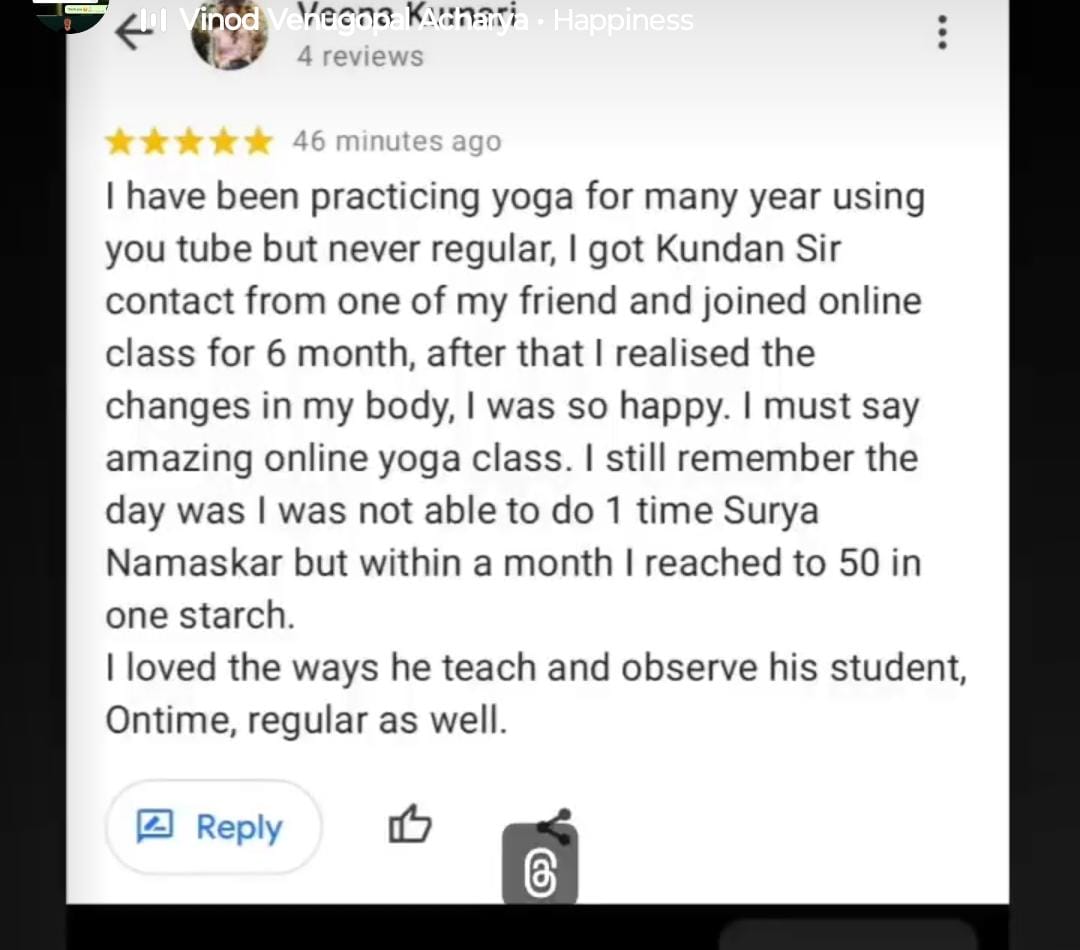 Vinod Venugopal Acharya · Happiness
Veena Kumari
4 reviews
46 minutes ago
I have been practicing yoga for many year using
you tube but never regular, I got Kundan Sir
contact from one of my friend and joined online
class for 6 month, after that I realised the
changes in my body, I was so happy. I must say
amazing online yoga class. I still remember the
day was I was not able to do 1 time Surya
Namaskar but within a month I reached to 50 in
one starch.
I loved the ways he teach and observe his student,
Ontime, regular as well.
Reply